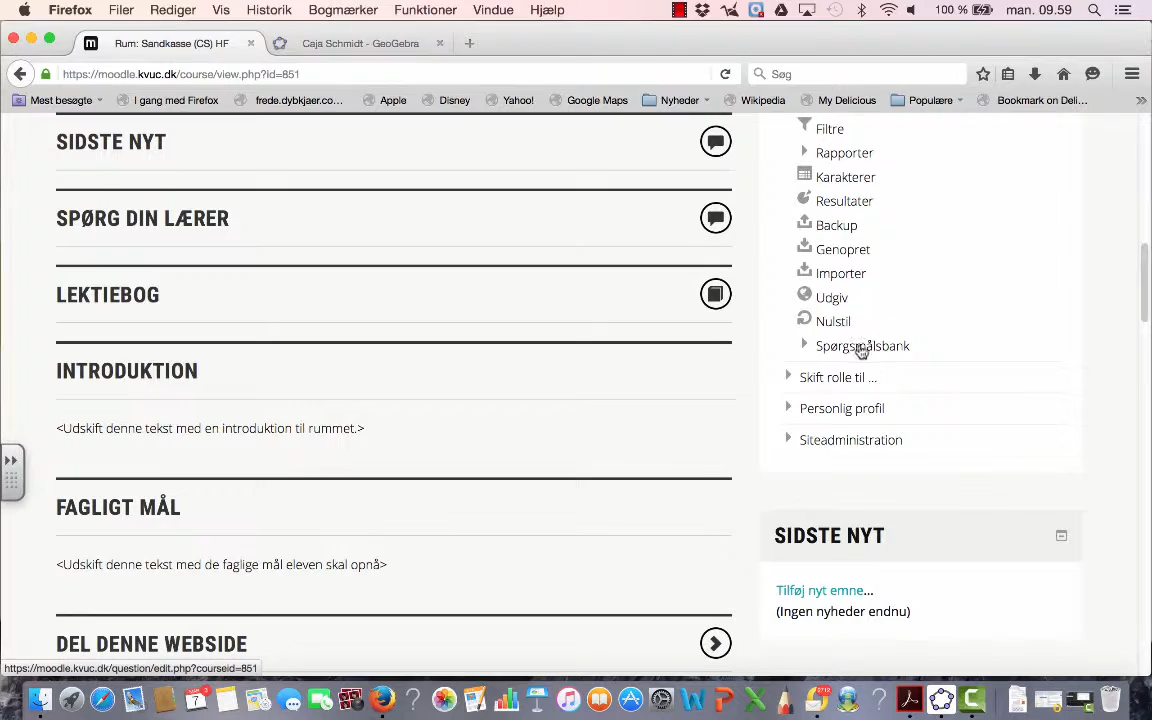 Firefox Filer Rediger Vis Historik Bogmærker Funktioner Vindue Hjælp 100 % man. 09.59
Rum: Sandkasse (CS) HF × Caja Schmidt - GeoGebra × +
https://moodle.kvuc.dk/course/view.php?id=851 Søg
Mest besøgte I gang med Firefox frede.dybkjaer.co... Apple Disney Yahoo! Google Maps Nyheder Wikipedia My Delicious Populære Bookmark on Deli... »
SIDSTE NYT
SPØRG DIN LÆRER
LEKTIEBOG
INTRODUKTION
<Udskift denne tekst med en introduktion til rummet.>
FAGLIGT MÅL
<Udskift denne tekst med de faglige mål eleven skal opnå>
DEL DENNE WEBSIDE
Filtre
Rapporter
Karakterer
Resultater
Backup
Genopret
Importer
Udgiv
Nulstil
Spørgsmålsbank
Skift rolle til ...
Personlig profil
Siteadministration
SIDSTE NYT
Tilføj nyt emne...
(Ingen nyheder endnu)
https://moodle.kvuc.dk/question/edit.php?courseid=851